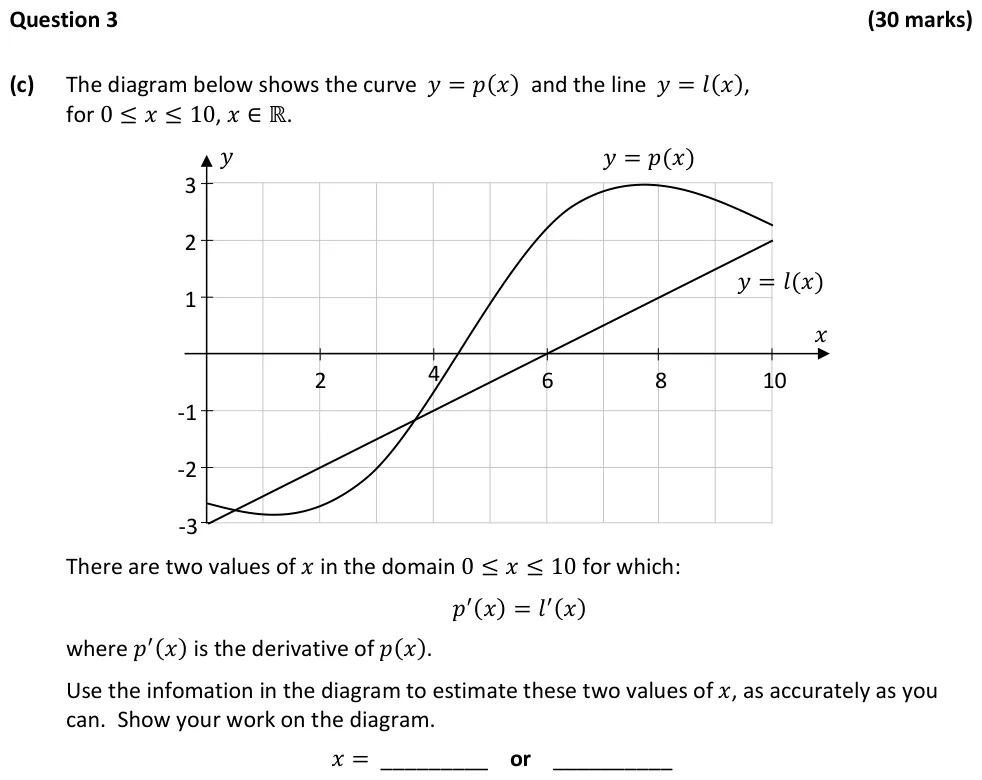 Question 3 (30 marks)
(c) The diagram below shows the curve y = p(x) and the line y = l(x),
for 0 ≤ x ≤ 10, x ∈ ℝ.
y
y = p(x)
3
2
1
y = l(x)
x
2 4 6 8 10
-1
-2
-3
There are two values of x in the domain 0 ≤ x ≤ 10 for which:
p′(x) = l′(x)
where p′(x) is the derivative of p(x).
Use the infomation in the diagram to estimate these two values of x, as accurately as you
can. Show your work on the diagram.
x = __________ or ___________